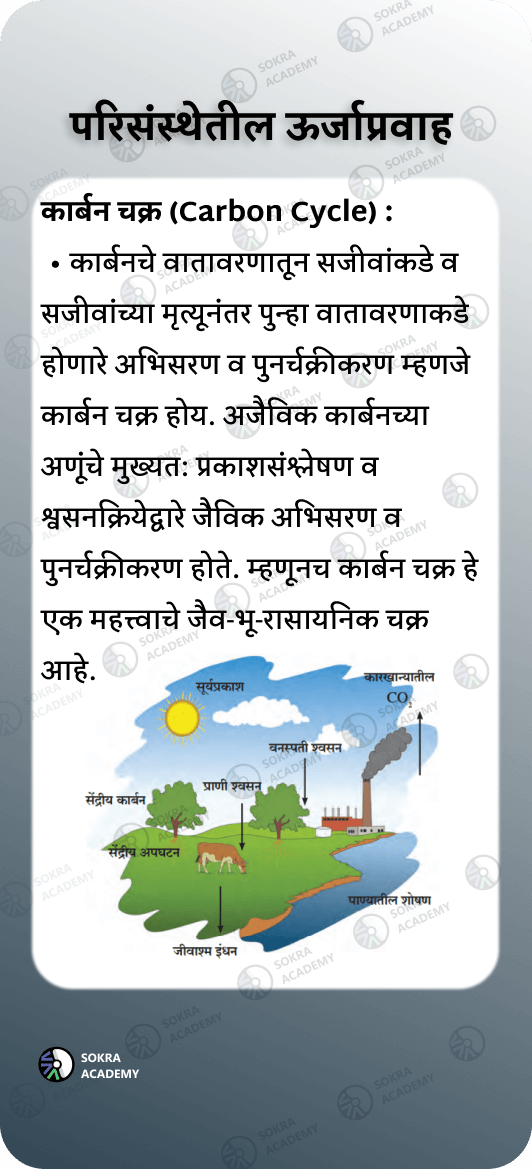 परिसंस्थेतील ऊर्जाप्रवाह
कार्बन चक्र (Carbon Cycle) :
• कार्बनचे वातावरणातून सजीवांकडे व
सजीवांच्या मृत्यूनंतर पुन्हा वातावरणाकडे
होणारे अभिसरण व पुनर्चक्रीकरण म्हणजे
कार्बन चक्र होय. अजैविक कार्बनच्या
अणूंचे मुख्यत: प्रकाशसंश्लेषण व
श्वसनक्रियेद्वारे जैविक अभिसरण व
पुनर्चक्रीकरण होते. म्हणूनच कार्बन चक्र हे
एक महत्त्वाचे जैव-भू-रासायनिक चक्र
आहे.
सूर्यप्रकाश
कारखान्यातील
CO₂
वनस्पती श्वसन
प्राणी श्वसन
सेंद्रीय कार्बन
सेंद्रीय अपघटन
पाण्यातील शोषण
जीवाश्म इंधन
SOKRA
ACADEMY